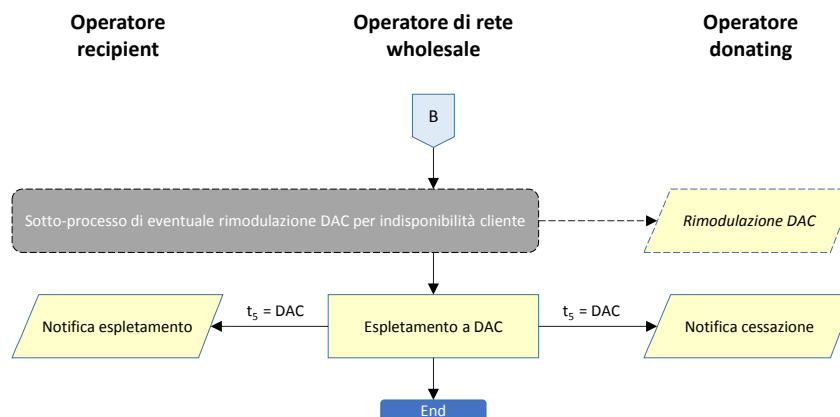 Operatore
recipient
Operatore di rete
wholesale
Operatore
donating
B
Sotto-processo di eventuale rimodulazione DAC per indisponibilità cliente
Rimodulazione DAC
Notifica espletamento
t₅ = DAC
Espletamento a DAC
t₅ = DAC
Notifica cessazione
End